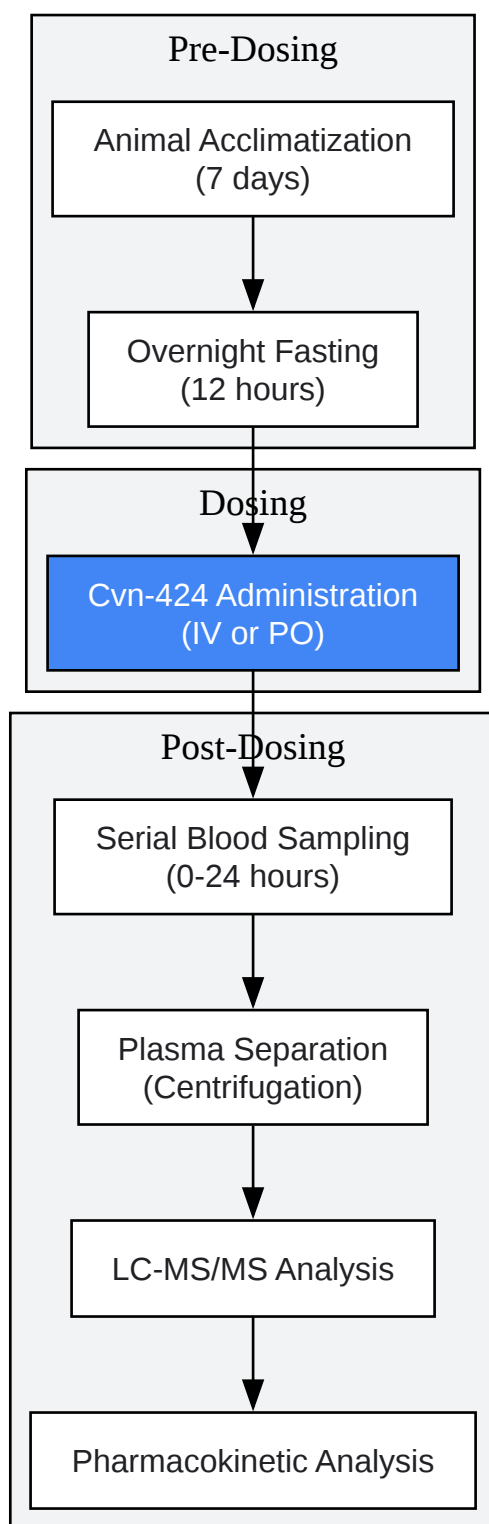 Pre-Dosing
Animal Acclimatization
(7 days)
Overnight Fasting
(12 hours)
Dosing
Cvn-424 Administration
(IV or PO)
Post-Dosing
Serial Blood Sampling
(0-24 hours)
Plasma Separation
(Centrifugation)
LC-MS/MS Analysis
Pharmacokinetic Analysis